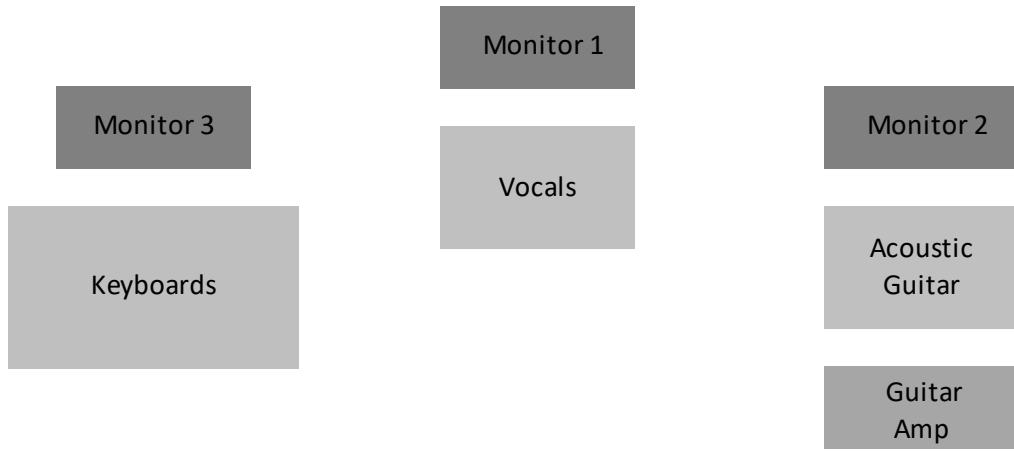 Monitor 1
Monitor 3
Monitor 2
Vocals
Keyboards
Acoustic
Guitar
Guitar
Amp